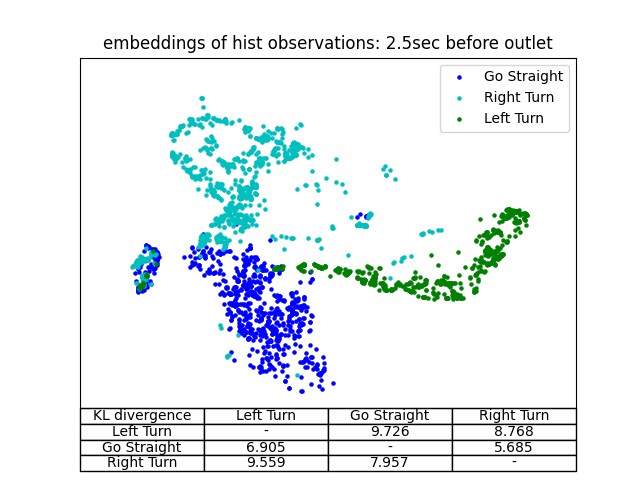 embeddings of hist observations: 2.5sec before outlet
Go Straight
Right Turn
Left Turn
KL divergence Left Turn Go Straight Right Turn
Left Turn - 9.726 8.768
Go Straight 6.905 - 5.685
Right Turn 9.559 7.957 -